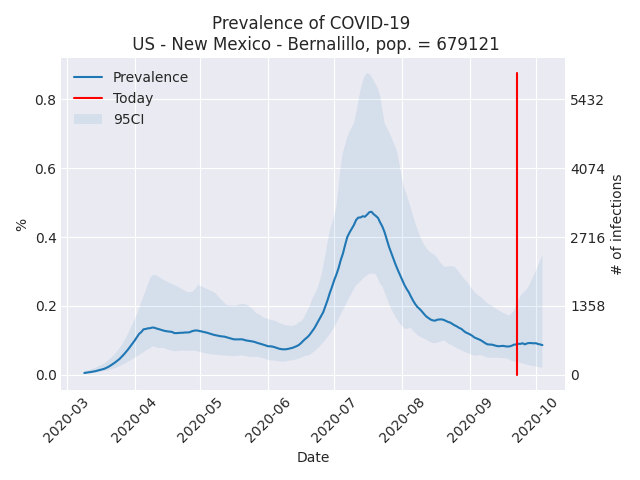 Prevalence of COVID-19
US - New Mexico - Bernalillo, pop. = 679121
Prevalence
Today
95CI
0.8
0.6
0.4
0.2
0.0
%
5432
4074
2716
1358
0
# of infections
2020-03
2020-04
2020-05
2020-06
2020-07
2020-08
2020-09
2020-10
Date